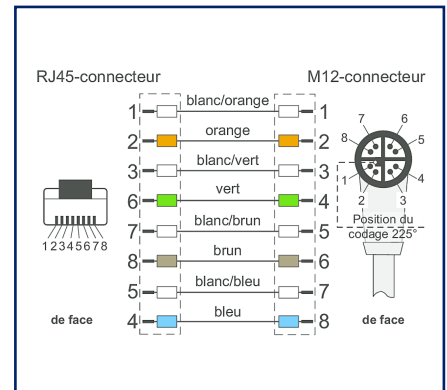 RJ45-connecteur
M12-connecteur
1 blanc/orange 1
2 orange 2
3 blanc/vert 3
6 vert 4
7 blanc/brun 5
8 brun 6
5 blanc/bleu 7
4 bleu 8
12345678
de face
7 6
8 5
1 4
2 3
Position du
codage 225°
de face